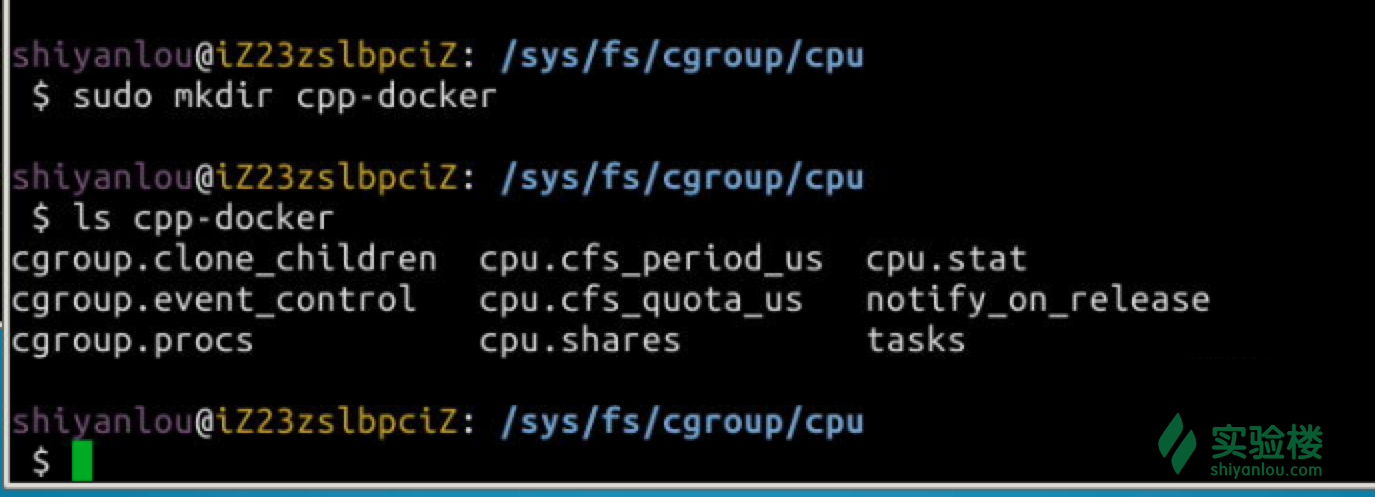 shiyanlou@iZ23zslbpciZ: /sys/fs/cgroup/cpu
$ sudo mkdir cpp-docker
shiyanlou@iZ23zslbpciZ: /sys/fs/cgroup/cpu
$ ls cpp-docker
cgroup.clone_children  cpu.cfs_period_us  cpu.stat
cgroup.event_control   cpu.cfs_quota_us   notify_on_release
cgroup.procs           cpu.shares         tasks
shiyanlou@iZ23zslbpciZ: /sys/fs/cgroup/cpu
$
实验楼
shiyanlou.com